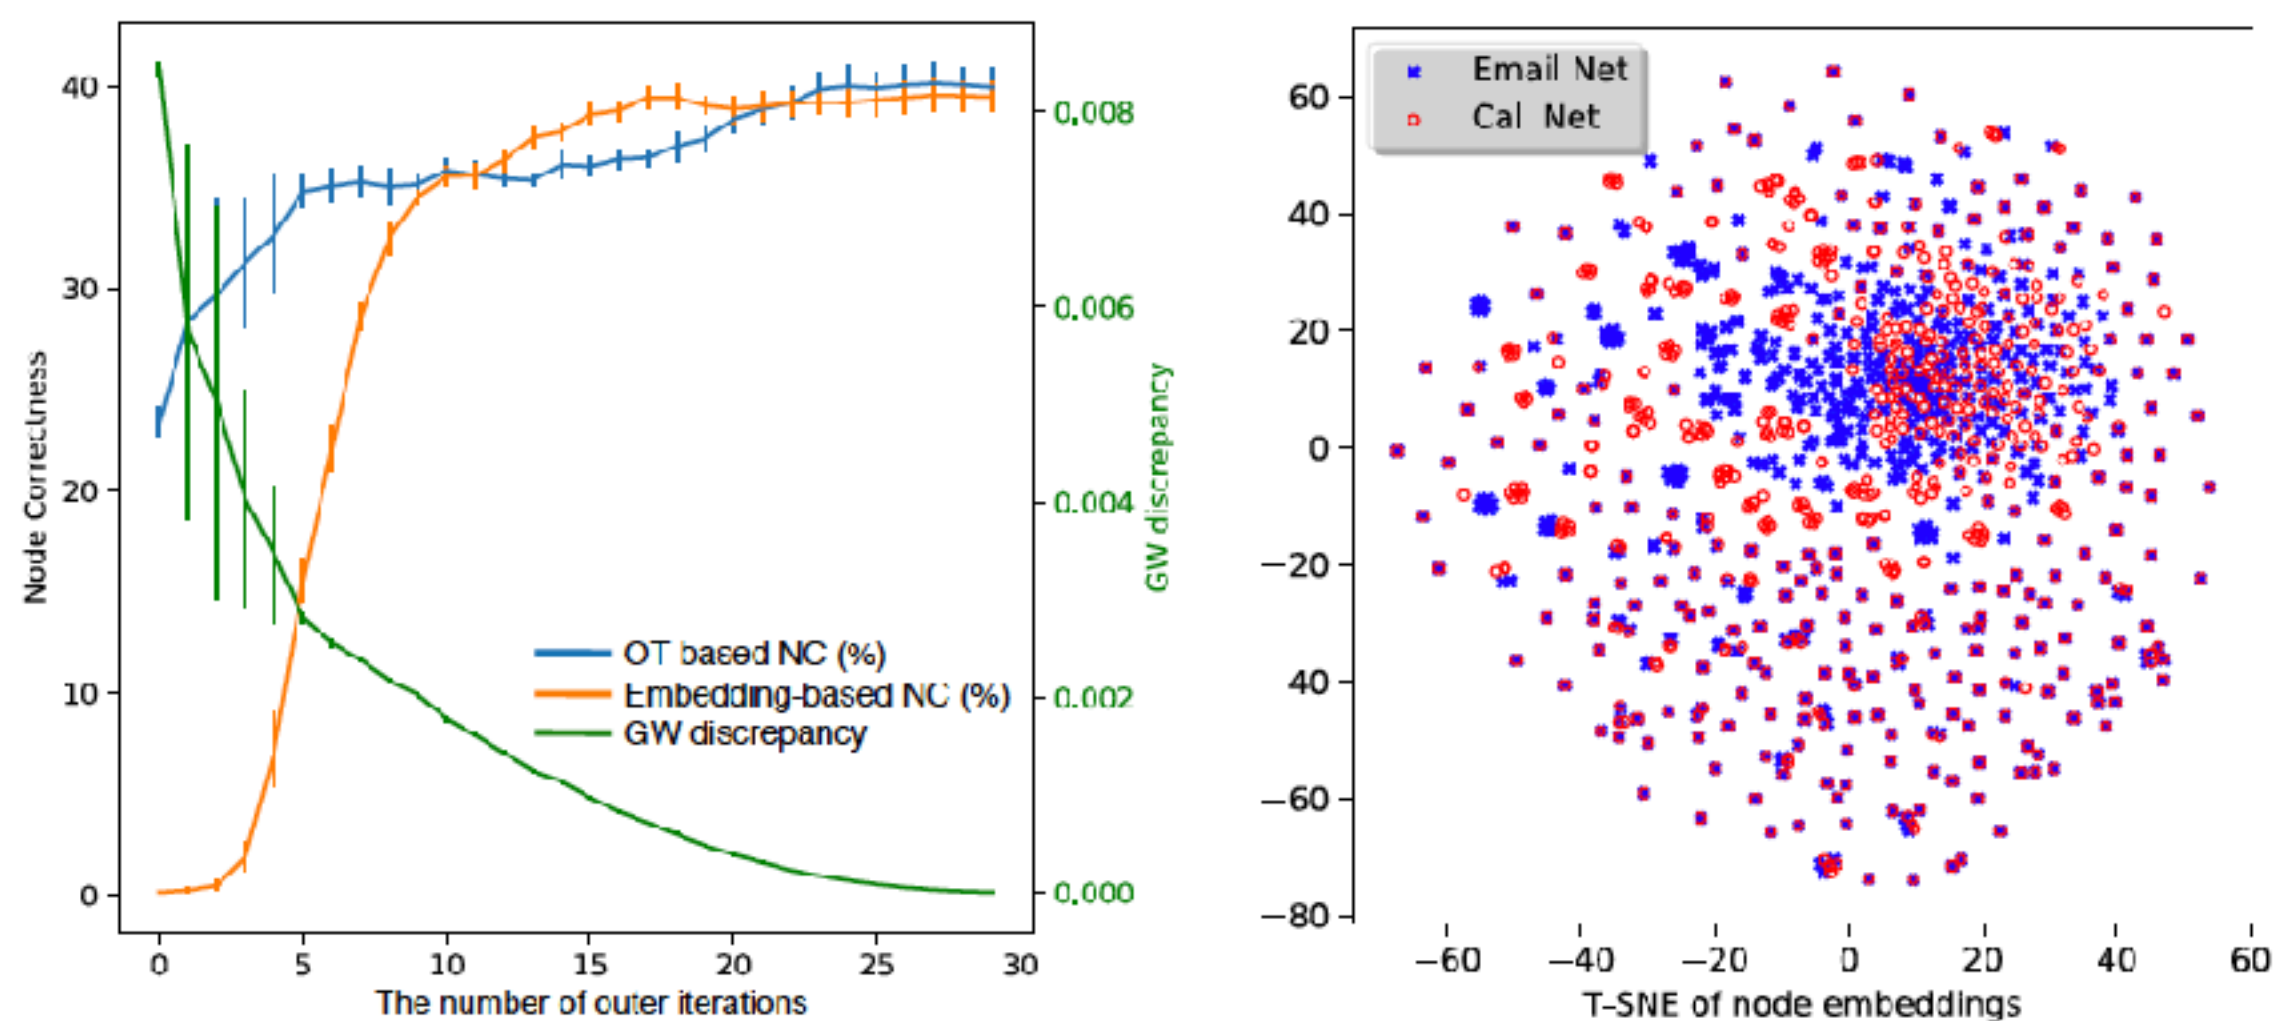 40
30
20
10
0
Node Correctness
0.008
0.006
0.004
0.002
0.000
GW discrepancy
OT based NC (%)
Embedding-based NC (%)
GW discrepancy
0 5 10 15 20 25 30
The number of outer iterations
Email Net
Cal Net
60
40
20
0
−20
−40
−60
−80
−60 −40 −20 0 20 40 60
T-SNE of node embeddings